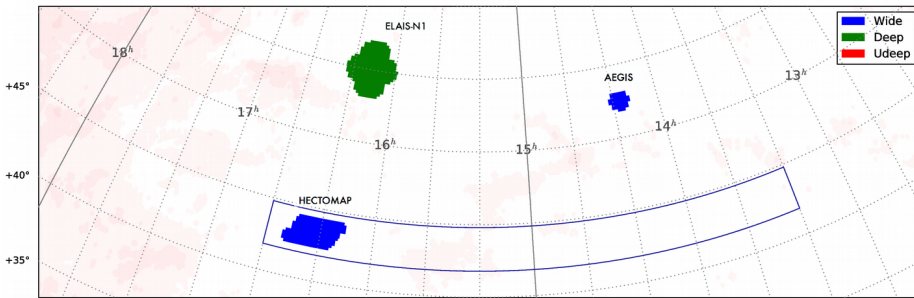 ELAIS-N1
Wide
Deep
Udeep
18ʰ
13ʰ
AEGIS
+45°
17ʰ
14ʰ
16ʰ
15ʰ
+40°
HECTOMAP
+35°